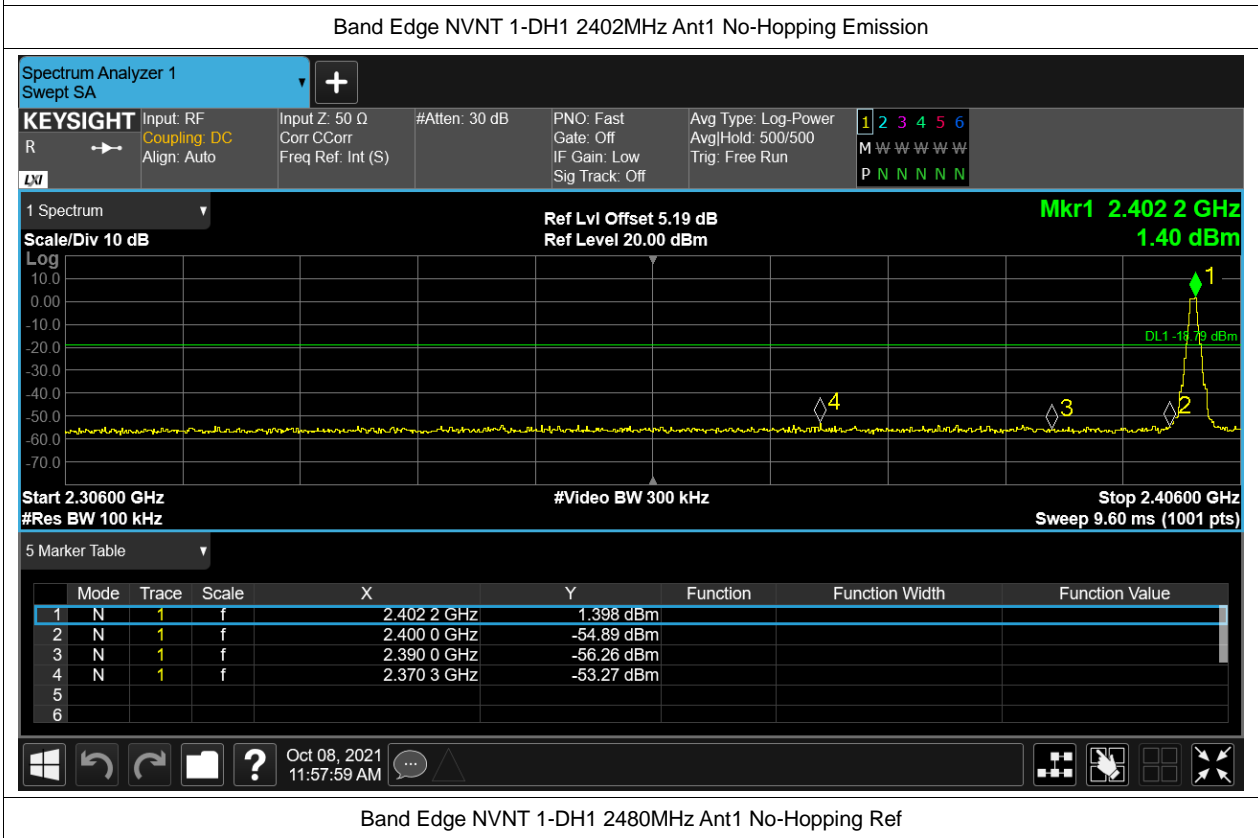 Band Edge NVNT 1-DH1 2402MHz Ant1 No-Hopping Emission
Spectrum Analyzer 1
Swept SA
KEYSIGHT
R
LXI
Input: RF
Coupling: DC
Align: Auto
Input Z: 50 Ω
Corr CCorr
Freq Ref: Int (S)
#Atten: 30 dB
PNO: Fast
Gate: Off
IF Gain: Low
Sig Track: Off
Avg Type: Log-Power
Avg|Hold: 500/500
Trig: Free Run
1 2 3 4 5 6
M W W W W W
P N N N N N
1 Spectrum
Scale/Div 10 dB
Ref Lvl Offset 5.19 dB
Ref Level 20.00 dBm
Mkr1 2.402 2 GHz
1.40 dBm
Log
10.0
0.00
-10.0
-20.0
-30.0
-40.0
-50.0
-60.0
-70.0
1
DL1 -18.79 dBm
4
3
2
Start 2.30600 GHz
#Res BW 100 kHz
#Video BW 300 kHz
Stop 2.40600 GHz
Sweep 9.60 ms (1001 pts)
5 Marker Table
Mode Trace Scale X Y Function Function Width Function Value
1 N 1 f 2.402 2 GHz 1.398 dBm
2 N 1 f 2.400 0 GHz -54.89 dBm
3 N 1 f 2.390 0 GHz -56.26 dBm
4 N 1 f 2.370 3 GHz -53.27 dBm
5
6
?
Oct 08, 2021
11:57:59 AM
Band Edge NVNT 1-DH1 2480MHz Ant1 No-Hopping Ref